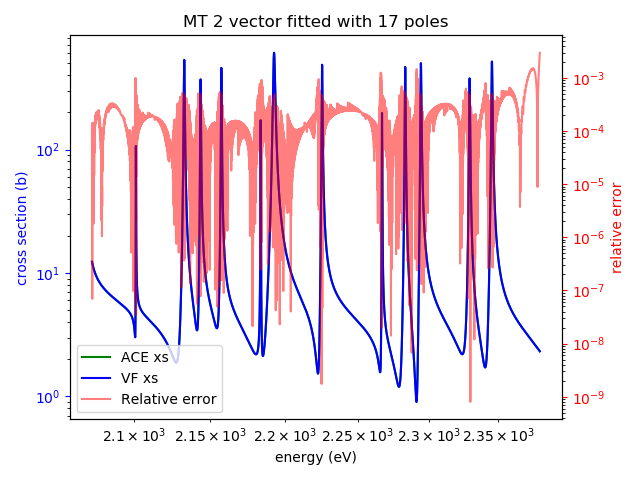 MT 2 vector fitted with 17 poles
cross section (b)
10²
10¹
10⁰
relative error
10⁻³
10⁻⁴
10⁻⁵
10⁻⁶
10⁻⁷
10⁻⁸
10⁻⁹
ACE xs
VF xs
Relative error
2.1 × 10³ 2.15 × 10³ 2.2 × 10³ 2.25 × 10³ 2.3 × 10³ 2.35 × 10³
energy (eV)